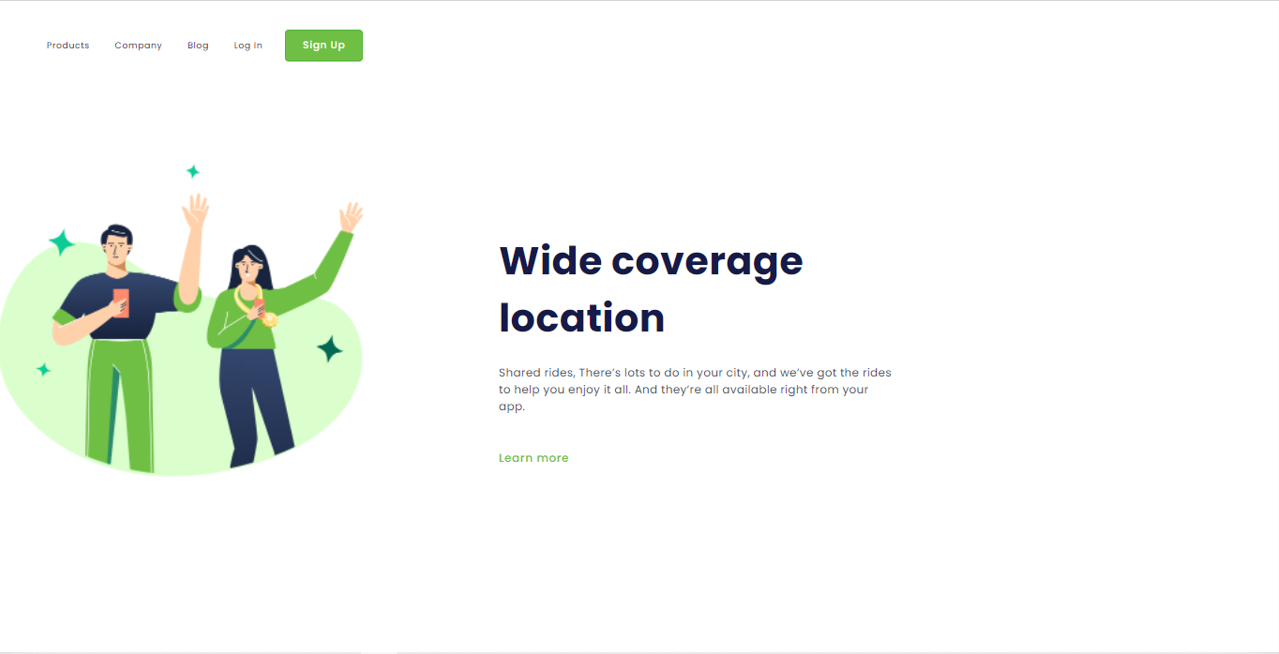 Products Company Blog Log In Sign Up
Wide coverage
location
Shared rides, There's lots to do in your city, and we've got the rides
to help you enjoy it all. And they're all available right from your
app.
Learn more